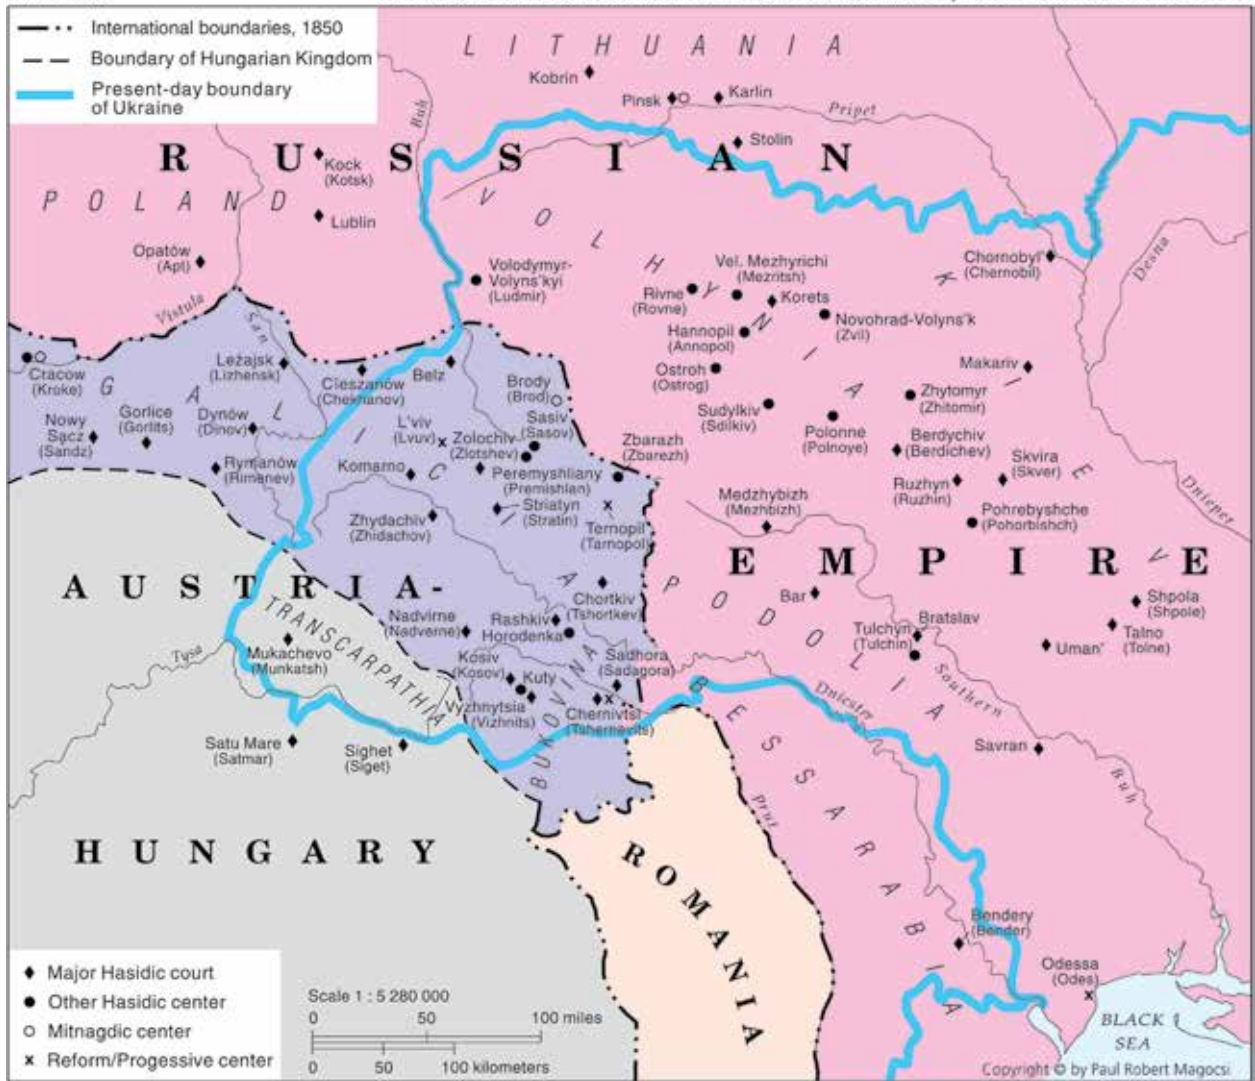 International boundaries, 1850
Boundary of Hungarian Kingdom
Present-day boundary
of Ukraine
LITHUANIA
Kobrin
Pinsk
Karlin
Pripet
Buh
Stolin
RUSSIAN
Kock
(Kotsk)
POLAND
Lublin
VOLHYNIA
Opatów
(Apt)
Chornobyl'
(Chernobil)
Desna
Volodymyr-
Volyns'kyi
(Ludmir)
Vel. Mezhyrichi
(Mezritsh)
Rivne
(Rovne)
Korets
KIEV
Vistula
San
Novohrad-Volyns'k
(Zvil)
Hannopil
(Annopol)
Cracow
(Kroke)
GALICIA
Leżajsk
(Lizhensk)
Cieszanów
(Chekhanov)
Belz
Brody
(Brod)
Ostroh
(Ostrog)
Makariv
Zhytomyr
(Zhitomir)
Nowy
Sącz
(Sandz)
Gorlice
(Gorlits)
Dynów
(Dinov)
L'viv
(Lvuv)
Sasiv
(Sasov)
Zolochiv
(Zlotshev)
Sudylkiv
(Sdilkiv)
Polonne
(Polnoye)
Zbarazh
(Zbarezh)
Berdychiv
(Berdichev)
Skvira
(Skver)
Rymanów
(Rimanev)
Komarno
Peremyshliany
(Premishlan)
Ruzhyn
(Ruzhin)
Dnieper
Medzhybizh
(Mezhbizh)
Striatyn
(Stratin)
Zhydachiv
(Zhidachov)
Ternopil
(Tarnopol)
Pohrebyshche
(Pohorbishch)
EMPIRE
AUSTRIA-
TRANSCARPATHIA
PODOLIA
Chortkiv
(Tshortkev)
Bar
Shpola
(Shpole)
Nadvirne
(Nadverne)
Rashkiv
Horodenka
Bratslav
Tulchyn
(Tulchin)
Talno
(Tolne)
Uman'
Tysa
Mukachevo
(Munkatsh)
Kosiv
(Kosov)
Kuty
Sadhora
(Sadagora)
Vyzhnytsia
(Vizhnits)
Chernivtsi
(Tshernevits)
BUKOVINA
BESSARABIA
Dniester
Southern
Buh
Satu Mare
(Satmar)
Sighet
(Siget)
Savran
Prut
HUNGARY
ROMANIA
Bendery
(Bender)
Odessa
(Odes)
BLACK
SEA
Major Hasidic court
Other Hasidic center
Mitnagdic center
Reform/Progessive center
Scale 1 : 5 280 000
0 50 100 miles
0 50 100 kilometers
Copyright © by Paul Robert Magocsi